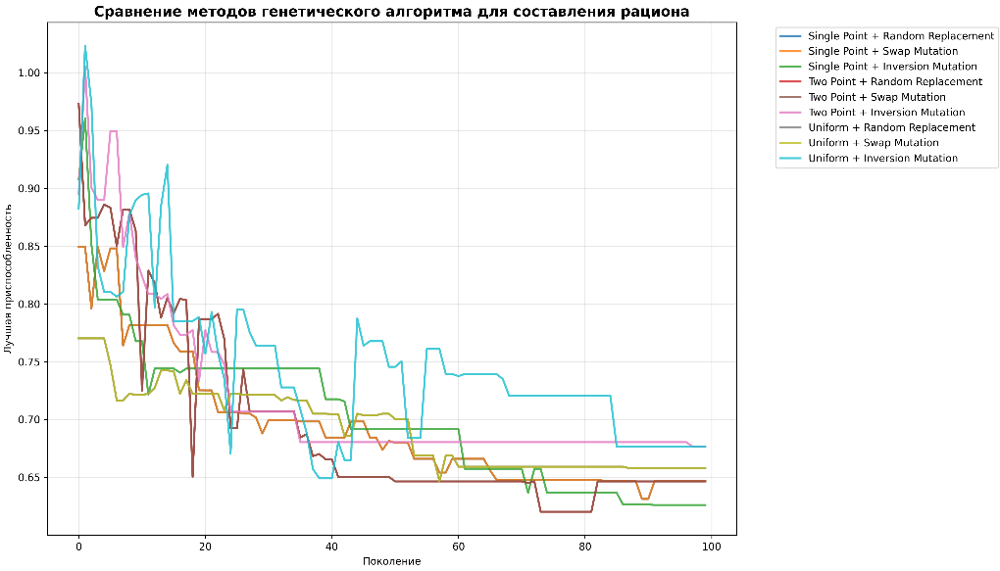 Сравнение методов генетического алгоритма для составления рациона
Лучшая приспособленность
1.00
0.95
0.90
0.85
0.80
0.75
0.70
0.65
0
20
40
60
80
100
Поколение
Single Point + Random Replacement
Single Point + Swap Mutation
Single Point + Inversion Mutation
Two Point + Random Replacement
Two Point + Swap Mutation
Two Point + Inversion Mutation
Uniform + Random Replacement
Uniform + Swap Mutation
Uniform + Inversion Mutation